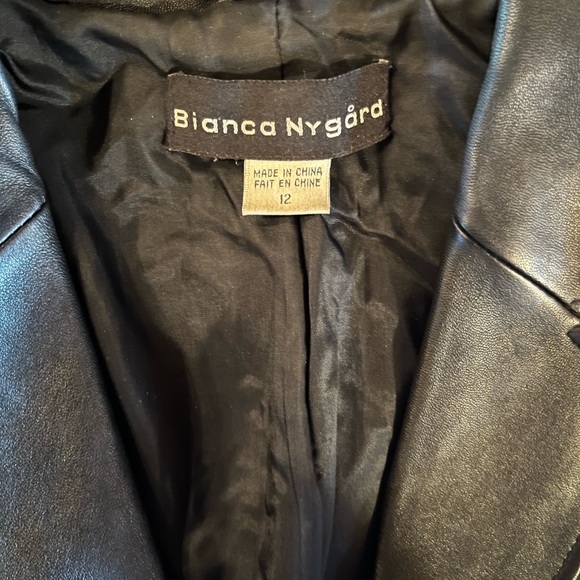 Bianca Nygård
MADE IN CHINA
FAIT EN CHINE
12